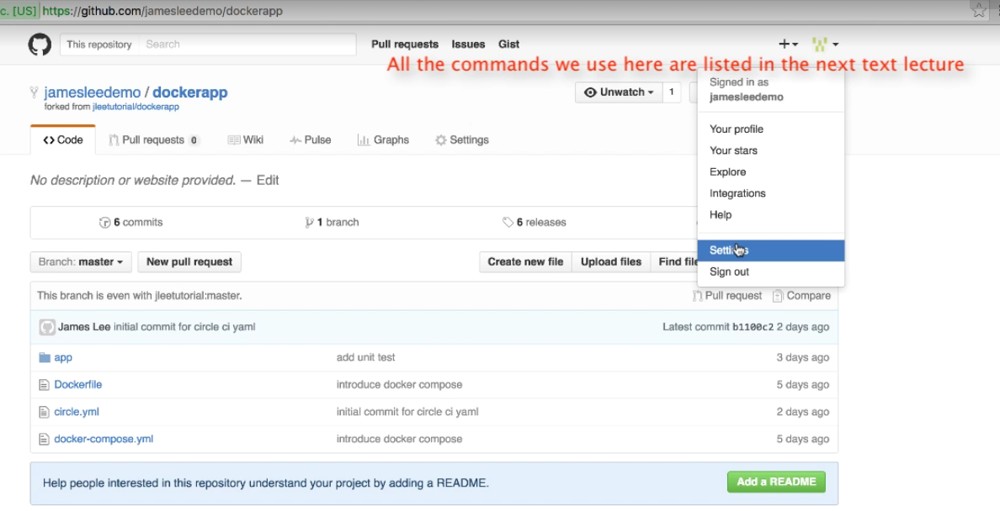 c. [US] https://github.com/jamesleedemo/dockerapp
This repository Search Pull requests Issues Gist
All the commands we use here are listed in the next text lecture
jamesleedemo / dockerapp
forked from jleetutorial/dockerapp
Unwatch 1
Signed in as
jamesleedemo
Code Pull requests 0 Wiki Pulse Graphs Settings
Your profile
Your stars
Explore
Integrations
Help
Settings
Sign out
No description or website provided. — Edit
6 commits 1 branch 6 releases
Branch: master New pull request Create new file Upload files Find file
This branch is even with jleetutorial:master. Pull request Compare
James Lee initial commit for circle ci yaml Latest commit b1100c2 2 days ago
app add unit test 3 days ago
Dockerfile introduce docker compose 5 days ago
circle.yml initial commit for circle ci yaml 2 days ago
docker-compose.yml introduce docker compose 5 days ago
Help people interested in this repository understand your project by adding a README. Add a README